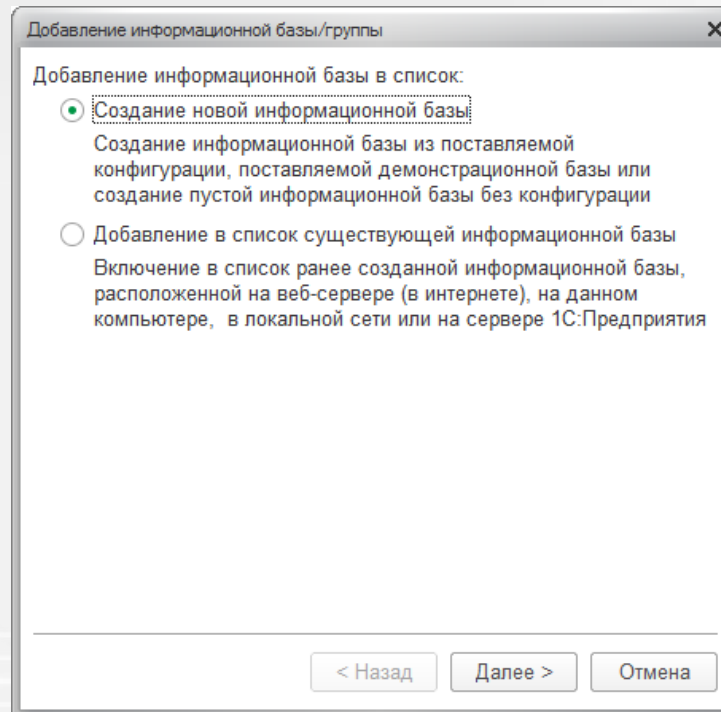 Добавление информационной базы/группы
Добавление информационной базы в список:
Создание новой информационной базы
Создание информационной базы из поставляемой
конфигурации, поставляемой демонстрационной базы или
создание пустой информационной базы без конфигурации
Добавление в список существующей информационной базы
Включение в список ранее созданной информационной базы,
расположенной на веб-сервере (в интернете), на данном
компьютере,  в локальной сети или на сервере 1С:Предприятия
< Назад Далее > Отмена